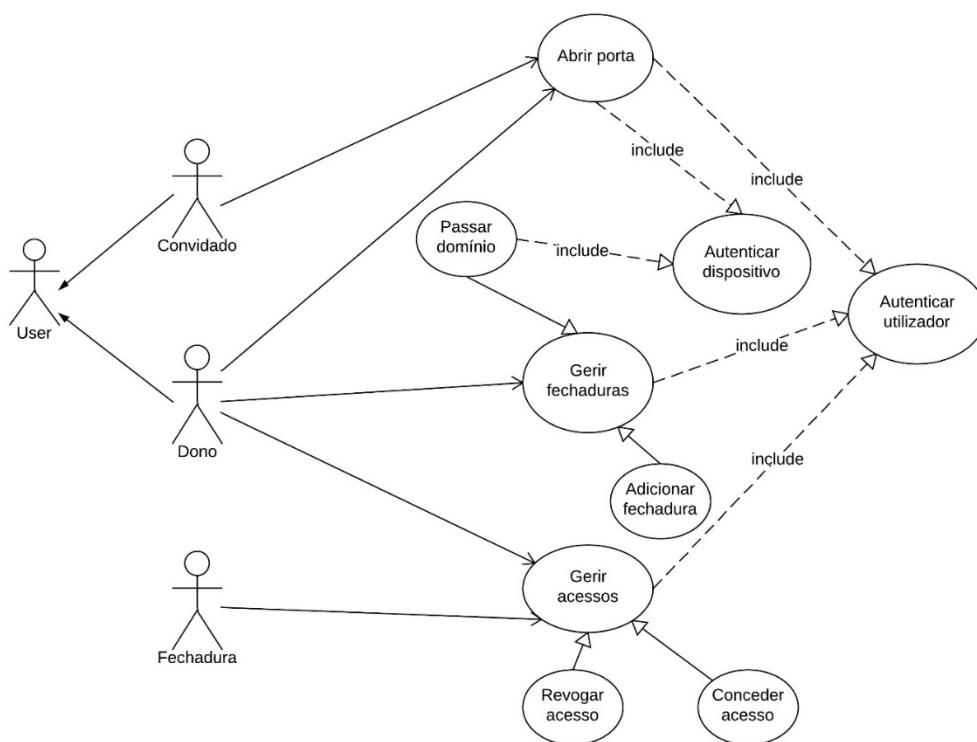 Abrir porta
include
include
Convidado
Passar
domínio
include
Autenticar
dispositivo
User
Autenticar
utilizador
include
Gerir
fechaduras
Dono
include
Adicionar
fechadura
Gerir
acessos
Fechadura
Revogar
acesso
Conceder
acesso